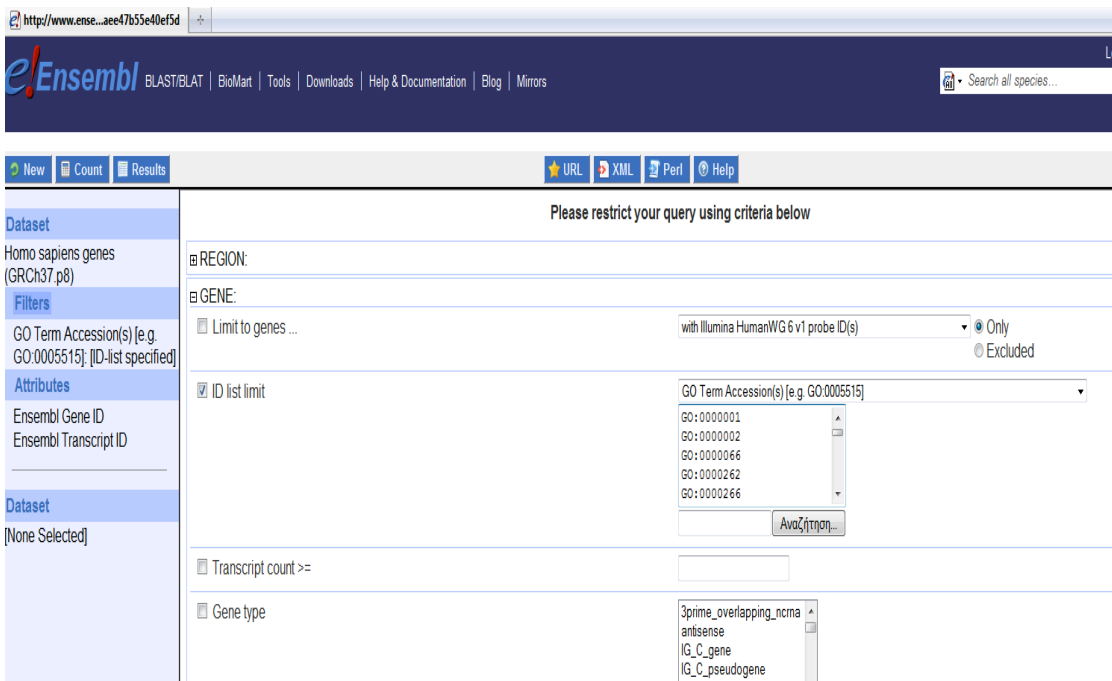 http://www.ense...aee47b55e40ef5d
e!Ensembl BLAST/BLAT | BioMart | Tools | Downloads | Help & Documentation | Blog | Mirrors
Search all species...
New Count Results URL XML Perl Help
Please restrict your query using criteria below
Dataset
Homo sapiens genes
(GRCh37.p8)
Filters
GO Term Accession(s) [e.g.
GO:0005515]: [ID-list specified]
Attributes
Ensembl Gene ID
Ensembl Transcript ID
Dataset
[None Selected]
REGION:
GENE:
Limit to genes ...
with Illumina HumanWG 6 v1 probe ID(s)
Only
Excluded
ID list limit
GO Term Accession(s) [e.g. GO:0005515]
GO:0000001
GO:0000002
GO:0000066
GO:0000262
GO:0000266
Αναζήτηση...
Transcript count >=
Gene type
3prime_overlapping_ncrna
antisense
IG_C_gene
IG_C_pseudogene